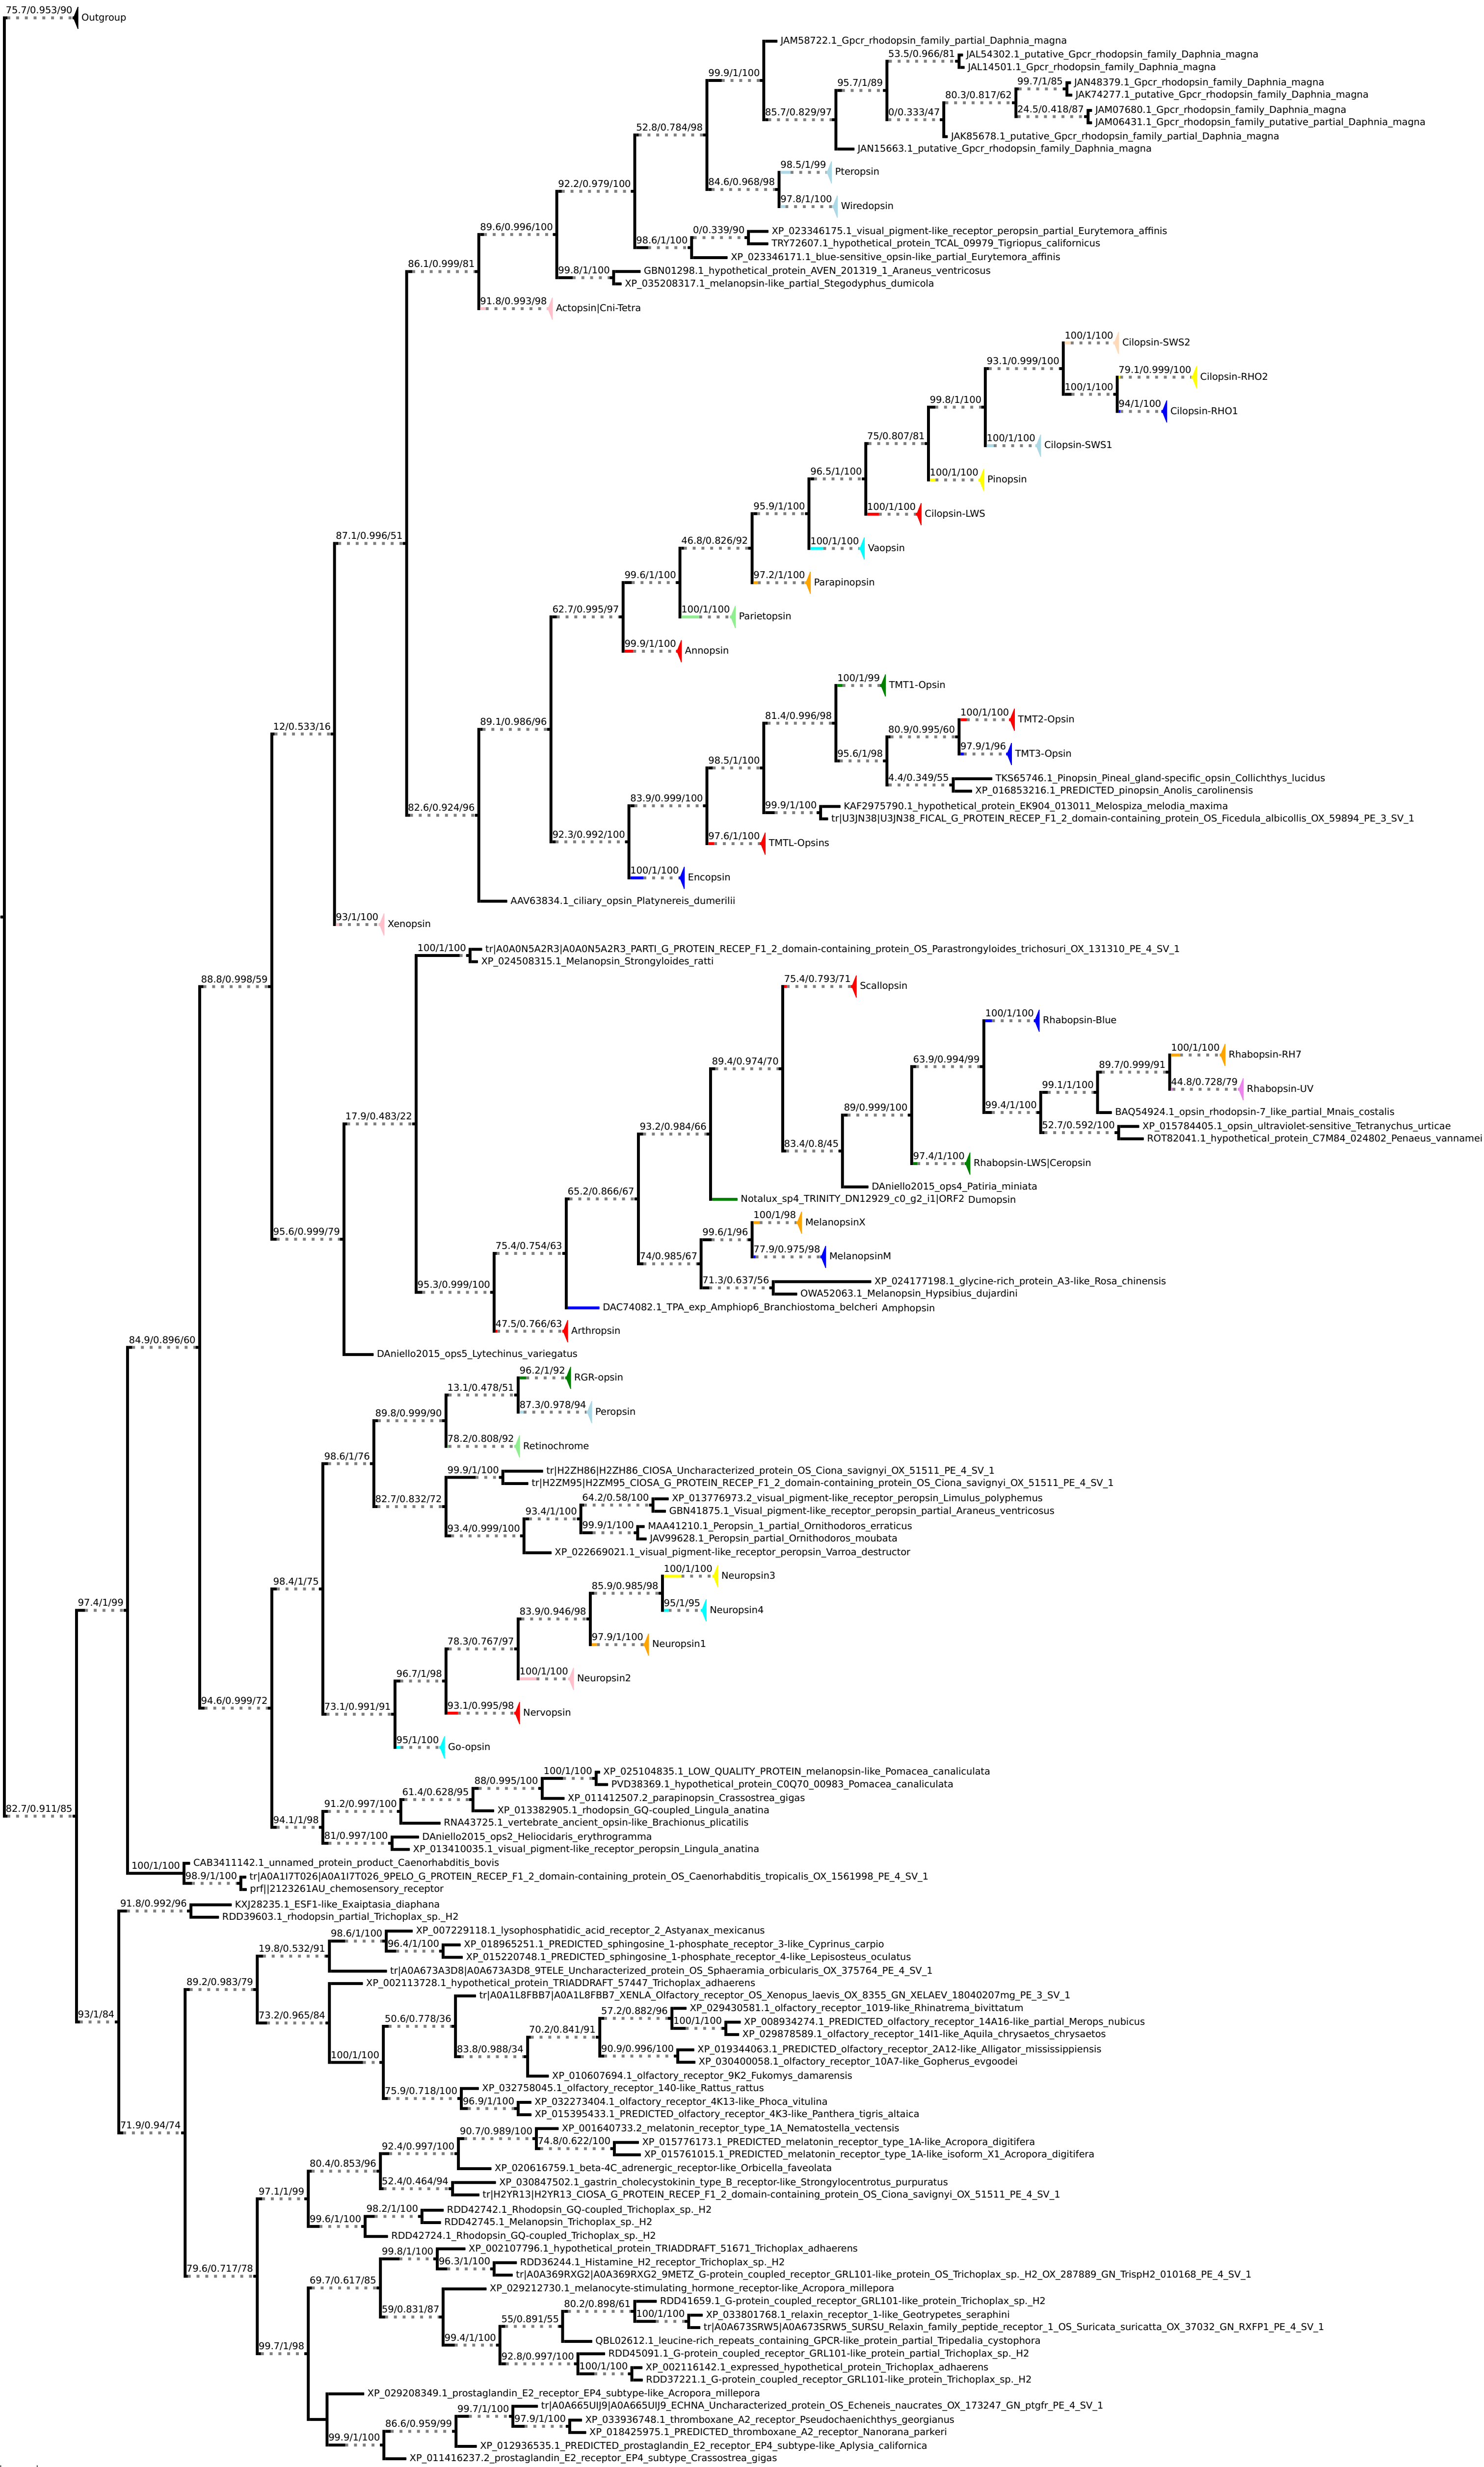 75.7/0.953/90
Outgroup
JAM58722.1_Gpcr_rhodopsin_family_partial_Daphnia_magna
53.5/0.966/81
JAL54302.1_putative_Gpcr_rhodopsin_family_Daphnia_magna
JAL14501.1_Gpcr_rhodopsin_family_Daphnia_magna
99.9/1/100
95.7/1/89
99.7/1/85
JAN48379.1_Gpcr_rhodopsin_family_Daphnia_magna
JAK74277.1_putative_Gpcr_rhodopsin_family_Daphnia_magna
80.3/0.817/62
85.7/0.829/97
0/0.333/47
24.5/0.418/87
JAM07680.1_Gpcr_rhodopsin_family_Daphnia_magna
JAM06431.1_Gpcr_rhodopsin_family_putative_partial_Daphnia_magna
52.8/0.784/98
JAK85678.1_putative_Gpcr_rhodopsin_family_partial_Daphnia_magna
JAN15663.1_putative_Gpcr_rhodopsin_family_Daphnia_magna
98.5/1/99
Pteropsin
92.2/0.979/100
84.6/0.968/98
97.8/1/100
Wiredopsin
89.6/0.996/100
0/0.339/90
XP_023346175.1_visual_pigment-like_receptor_peropsin_partial_Eurytemora_affinis
98.6/1/100
TRY72607.1_hypothetical_protein_TCAL_09979_Tigriopus_californicus
XP_023346171.1_blue-sensitive_opsin-like_partial_Eurytemora_affinis
86.1/0.999/81
99.8/1/100
GBN01298.1_hypothetical_protein_AVEN_201319_1_Araneus_ventricosus
XP_035208317.1_melanopsin-like_partial_Stegodyphus_dumicola
91.8/0.993/98
Actopsin|Cni-Tetra
100/1/100
Cilopsin-SWS2
93.1/0.999/100
79.1/0.999/100
Cilopsin-RHO2
100/1/100
99.8/1/100
94/1/100
Cilopsin-RHO1
75/0.807/81
100/1/100
Cilopsin-SWS1
96.5/1/100
100/1/100
Pinopsin
95.9/1/100
100/1/100
Cilopsin-LWS
87.1/0.996/51
46.8/0.826/92
100/1/100
Vaopsin
99.6/1/100
97.2/1/100
Parapinopsin
62.7/0.995/97
100/1/100
Parietopsin
99.9/1/100
Annopsin
100/1/99
TMT1-Opsin
89.1/0.986/96
81.4/0.996/98
100/1/100
TMT2-Opsin
80.9/0.995/60
12/0.533/16
98.5/1/100
95.6/1/98
97.9/1/96
TMT3-Opsin
4.4/0.349/55
TKS65746.1_Pinopsin_Pineal_gland-specific_opsin_Collichthys_lucidus
XP_016853216.1_PREDICTED_pinopsin_Anolis_carolinensis
83.9/0.999/100
82.6/0.924/96
99.9/1/100
KAF2975790.1_hypothetical_protein_EK904_013011_Melospiza_melodia_maxima
tr|U3JN38|U3JN38_FICAL_G_PROTEIN_RECEP_F1_2_domain-containing_protein_OS_Ficedula_albicollis_OX_59894_PE_3_SV_1
92.3/0.992/100
97.6/1/100
TMTL-Opsins
100/1/100
Encopsin
AAV63834.1_ciliary_opsin_Platynereis_dumerilii
93/1/100
Xenopsin
100/1/100
tr|A0A0N5A2R3|A0A0N5A2R3_PARTI_G_PROTEIN_RECEP_F1_2_domain-containing_protein_OS_Parastrongyloides_trichosuri_OX_131310_PE_4_SV_1
XP_024508315.1_Melanopsin_Strongyloides_ratti
88.8/0.998/59
75.4/0.793/71
Scallopsin
100/1/100
Rhabopsin-Blue
89.4/0.974/70
63.9/0.994/99
100/1/100
Rhabopsin-RH7
89.7/0.999/91
99.1/1/100
44.8/0.728/79
Rhabopsin-UV
17.9/0.483/22
89/0.999/100
99.4/1/100
BAQ54924.1_opsin_rhodopsin-7_like_partial_Mnais_costalis
93.2/0.984/66
52.7/0.592/100
XP_015784405.1_opsin_ultraviolet-sensitive_Tetranychus_urticae
ROT82041.1_hypothetical_protein_C7M84_024802_Penaeus_vannamei
83.4/0.8/45
97.4/1/100
Rhabopsin-LWS|Ceropsin
DAniello2015_ops4_Patiria_miniata
65.2/0.866/67
Notalux_sp4_TRINITY_DN12929_c0_g2_i1|ORF2 Dumopsin
95.6/0.999/79
100/1/98
MelanopsinX
99.6/1/96
75.4/0.754/63
74/0.985/67
77.9/0.975/98
MelanopsinM
95.3/0.999/100
71.3/0.637/56
XP_024177198.1_glycine-rich_protein_A3-like_Rosa_chinensis
OWA52063.1_Melanopsin_Hypsibius_dujardini
DAC74082.1_TPA_exp_Amphiop6_Branchiostoma_belcheri Amphopsin
47.5/0.766/63
Arthropsin
84.9/0.896/60
DAniello2015_ops5_Lytechinus_variegatus
96.2/1/92
RGR-opsin
13.1/0.478/51
89.8/0.999/90
87.3/0.978/94
Peropsin
78.2/0.808/92
Retinochrome
98.6/1/76
99.9/1/100
tr|H2ZH86|H2ZH86_CIOSA_Uncharacterized_protein_OS_Ciona_savignyi_OX_51511_PE_4_SV_1
tr|H2ZM95|H2ZM95_CIOSA_G_PROTEIN_RECEP_F1_2_domain-containing_protein_OS_Ciona_savignyi_OX_51511_PE_4_SV_1
82.7/0.832/72
64.2/0.58/100
XP_013776973.2_visual_pigment-like_receptor_peropsin_Limulus_polyphemus
93.4/1/100
GBN41875.1_Visual_pigment-like_receptor_peropsin_partial_Araneus_ventricosus
93.4/0.999/100
99.9/1/100
MAA41210.1_Peropsin_1_partial_Ornithodoros_erraticus
JAV99628.1_Peropsin_partial_Ornithodoros_moubata
XP_022669021.1_visual_pigment-like_receptor_peropsin_Varroa_destructor
98.4/1/75
100/1/100
Neuropsin3
85.9/0.985/98
97.4/1/99
95/1/95
Neuropsin4
83.9/0.946/98
97.9/1/100
Neuropsin1
78.3/0.767/97
100/1/100
Neuropsin2
96.7/1/98
94.6/0.999/72
73.1/0.991/91
93.1/0.995/98
Nervopsin
95/1/100
Go-opsin
100/1/100
XP_025104835.1_LOW_QUALITY_PROTEIN_melanopsin-like_Pomacea_canaliculata
88/0.995/100
PVD38369.1_hypothetical_protein_C0Q70_00983_Pomacea_canaliculata
61.4/0.628/95
XP_011412507.2_parapinopsin_Crassostrea_gigas
91.2/0.997/100
XP_013382905.1_rhodopsin_GQ-coupled_Lingula_anatina
82.7/0.911/85
94.1/1/98
RNA43725.1_vertebrate_ancient_opsin-like_Brachionus_plicatilis
81/0.997/100
DAniello2015_ops2_Heliocidaris_erythrogramma
XP_013410035.1_visual_pigment-like_receptor_peropsin_Lingula_anatina
100/1/100
CAB3411142.1_unnamed_protein_product_Caenorhabditis_bovis
98.9/1/100
tr|A0A1I7T026|A0A1I7T026_9PELO_G_PROTEIN_RECEP_F1_2_domain-containing_protein_OS_Caenorhabditis_tropicalis_OX_1561998_PE_4_SV_1
prf||2123261AU_chemosensory_receptor
91.8/0.992/96
KXJ28235.1_ESF1-like_Exaiptasia_diaphana
RDD39603.1_rhodopsin_partial_Trichoplax_sp._H2
98.6/1/100
XP_007229118.1_lysophosphatidic_acid_receptor_2_Astyanax_mexicanus
19.8/0.532/91
96.4/1/100
XP_018965251.1_PREDICTED_sphingosine_1-phosphate_receptor_3-like_Cyprinus_carpio
XP_015220748.1_PREDICTED_sphingosine_1-phosphate_receptor_4-like_Lepisosteus_oculatus
89.2/0.983/79
tr|A0A673A3D8|A0A673A3D8_9TELE_Uncharacterized_protein_OS_Sphaeramia_orbicularis_OX_375764_PE_4_SV_1
XP_002113728.1_hypothetical_protein_TRIADDRAFT_57447_Trichoplax_adhaerens
tr|A0A1L8FBB7|A0A1L8FBB7_XENLA_Olfactory_receptor_OS_Xenopus_laevis_OX_8355_GN_XELAEV_18040207mg_PE_3_SV_1
93/1/84
73.2/0.965/84
50.6/0.778/36
57.2/0.882/96
XP_029430581.1_olfactory_receptor_1019-like_Rhinatrema_bivittatum
100/1/100
XP_008934274.1_PREDICTED_olfactory_receptor_14A16-like_partial_Merops_nubicus
XP_029878589.1_olfactory_receptor_14I1-like_Aquila_chrysaetos_chrysaetos
70.2/0.841/91
83.8/0.988/34
90.9/0.996/100
XP_019344063.1_PREDICTED_olfactory_receptor_2A12-like_Alligator_mississippiensis
XP_030400058.1_olfactory_receptor_10A7-like_Gopherus_evgoodei
100/1/100
XP_010607694.1_olfactory_receptor_9K2_Fukomys_damarensis
75.9/0.718/100
XP_032758045.1_olfactory_receptor_140-like_Rattus_rattus
96.9/1/100
XP_032273404.1_olfactory_receptor_4K13-like_Phoca_vitulina
XP_015395433.1_PREDICTED_olfactory_receptor_4K3-like_Panthera_tigris_altaica
71.9/0.94/74
90.7/0.989/100
XP_001640733.2_melatonin_receptor_type_1A_Nematostella_vectensis
92.4/0.997/100
74.8/0.622/100
XP_015776173.1_PREDICTED_melatonin_receptor_type_1A-like_Acropora_digitifera
XP_015761015.1_PREDICTED_melatonin_receptor_type_1A-like_isoform_X1_Acropora_digitifera
80.4/0.853/96
XP_020616759.1_beta-4C_adrenergic_receptor-like_Orbicella_faveolata
52.4/0.464/94
XP_030847502.1_gastrin_cholecystokinin_type_B_receptor-like_Strongylocentrotus_purpuratus
tr|H2YR13|H2YR13_CIOSA_G_PROTEIN_RECEP_F1_2_domain-containing_protein_OS_Ciona_savignyi_OX_51511_PE_4_SV_1
97.1/1/99
98.2/1/100
RDD42742.1_Rhodopsin_GQ-coupled_Trichoplax_sp._H2
99.6/1/100
RDD42745.1_Melanopsin_Trichoplax_sp._H2
RDD42724.1_Rhodopsin_GQ-coupled_Trichoplax_sp._H2
99.8/1/100
XP_002107796.1_hypothetical_protein_TRIADDRAFT_51671_Trichoplax_adhaerens
79.6/0.717/78
96.3/1/100
RDD36244.1_Histamine_H2_receptor_Trichoplax_sp._H2
tr|A0A369RXG2|A0A369RXG2_9METZ_G-protein_coupled_receptor_GRL101-like_protein_OS_Trichoplax_sp._H2_OX_287889_GN_TrispH2_010168_PE_4_SV_1
69.7/0.617/85
XP_029212730.1_melanocyte-stimulating_hormone_receptor-like_Acropora_millepora
59/0.831/87
80.2/0.898/61
RDD41659.1_G-protein_coupled_receptor_GRL101-like_protein_Trichoplax_sp._H2
55/0.891/55
100/1/100
XP_033801768.1_relaxin_receptor_1-like_Geotrypetes_seraphini
tr|A0A673SRW5|A0A673SRW5_SURSU_Relaxin_family_peptide_receptor_1_OS_Suricata_suricatta_OX_37032_GN_RXFP1_PE_4_SV_1
99.4/1/100
QBL02612.1_leucine-rich_repeats_containing_GPCR-like_protein_partial_Tripedalia_cystophora
99.7/1/98
92.8/0.997/100
RDD45091.1_G-protein_coupled_receptor_GRL101-like_protein_partial_Trichoplax_sp._H2
100/1/100
XP_002116142.1_expressed_hypothetical_protein_Trichoplax_adhaerens
RDD37221.1_G-protein_coupled_receptor_GRL101-like_protein_Trichoplax_sp._H2
XP_029208349.1_prostaglandin_E2_receptor_EP4_subtype-like_Acropora_millepora
99.7/1/100
tr|A0A665UIJ9|A0A665UIJ9_ECHNA_Uncharacterized_protein_OS_Echeneis_naucrates_OX_173247_GN_ptgfr_PE_4_SV_1
86.6/0.959/99
97.9/1/100
XP_033936748.1_thromboxane_A2_receptor_Pseudochaenichthys_georgianus
XP_018425975.1_PREDICTED_thromboxane_A2_receptor_Nanorana_parkeri
99.9/1/100
XP_012936535.1_PREDICTED_prostaglandin_E2_receptor_EP4_subtype-like_Aplysia_californica
XP_011416237.2_prostaglandin_E2_receptor_EP4_subtype_Crassostrea_gigas